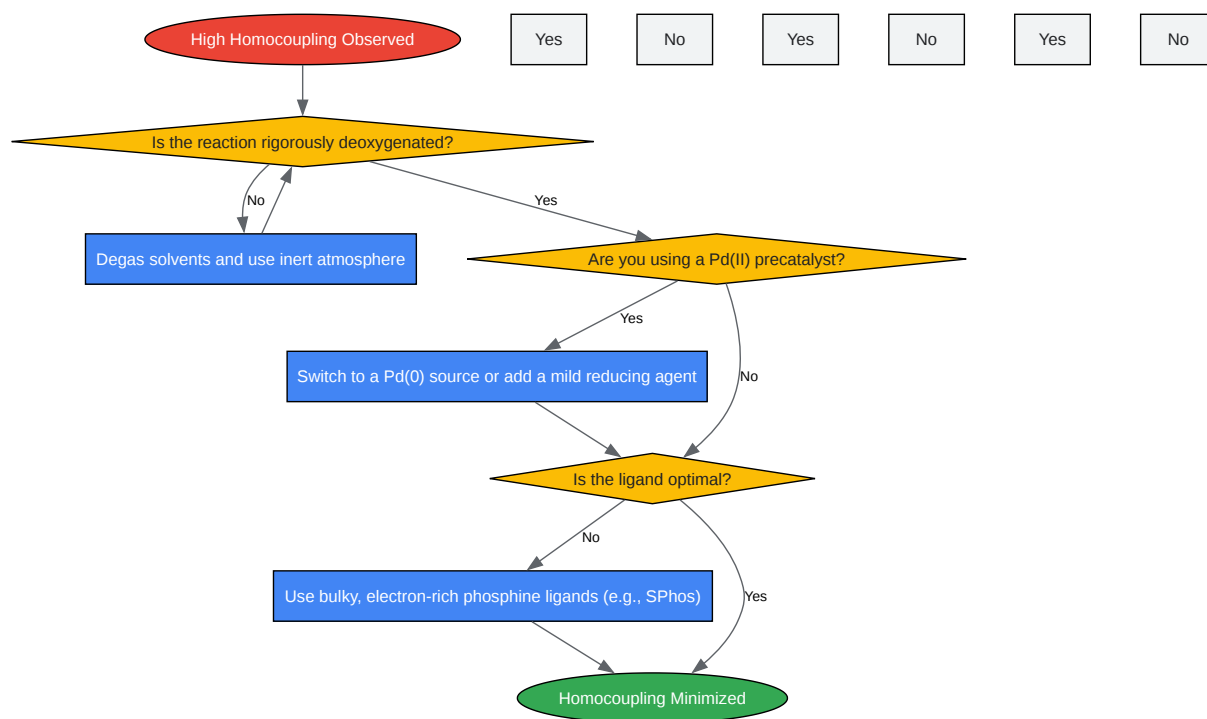 High Homocoupling Observed
Yes
No
Yes
No
Yes
No
Is the reaction rigorously deoxygenated?
No
Yes
Degas solvents and use inert atmosphere
Are you using a Pd(II) precatalyst?
Yes
Switch to a Pd(0) source or add a mild reducing agent
No
Is the ligand optimal?
No
Use bulky, electron-rich phosphine ligands (e.g., SPhos)
Yes
Homocoupling Minimized